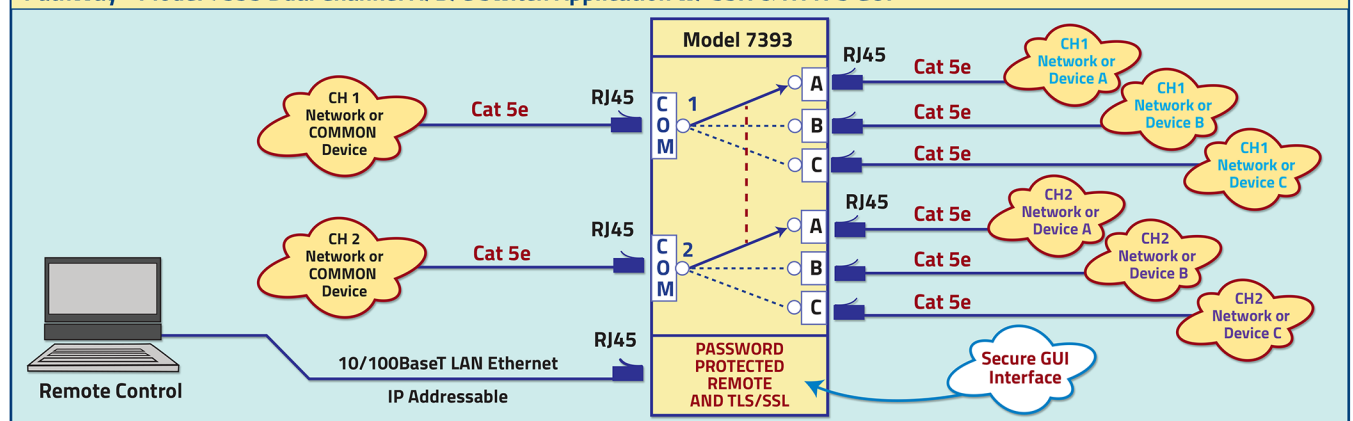 Model 7393
CH 1
Network or
COMMON
Device
Cat 5e
RJ45
C
O
M
1
A
B
C
RJ45
Cat 5e
CH1
Network or
Device A
Cat 5e
CH1
Network or
Device B
Cat 5e
CH1
Network or
Device C
CH 2
Network or
COMMON
Device
Cat 5e
RJ45
C
O
M
2
A
B
C
RJ45
Cat 5e
CH2
Network or
Device A
Cat 5e
CH2
Network or
Device B
Cat 5e
CH2
Network or
Device C
Remote Control
10/100BaseT LAN Ethernet
IP Addressable
RJ45
PASSWORD
PROTECTED
REMOTE
AND TLS/SSL
Secure GUI
Interface